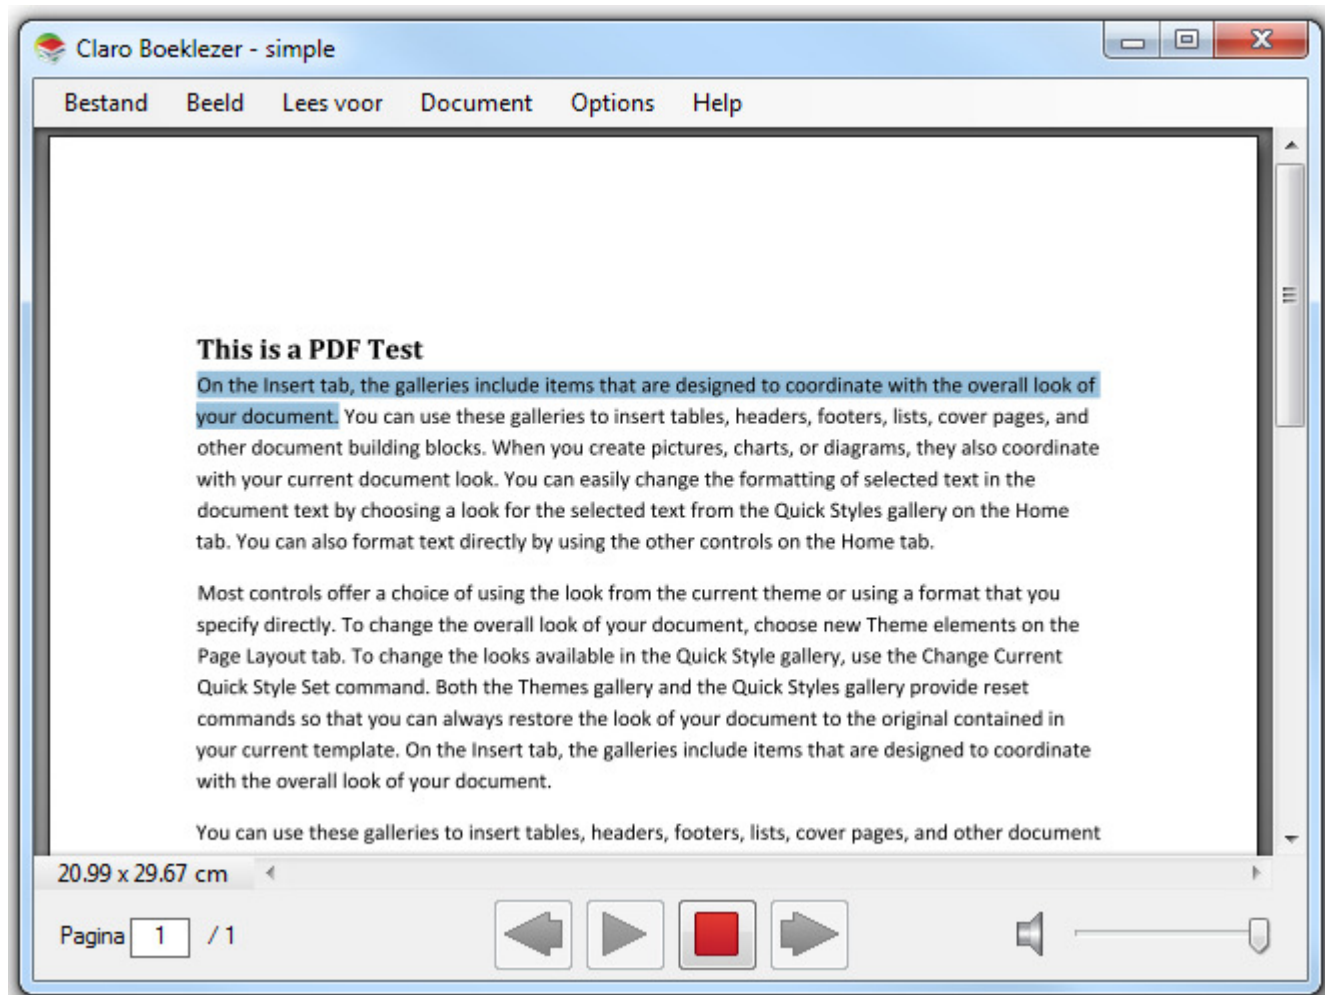 Claro Boeklezer - simple
Bestand Beeld Lees voor Document Options Help
This is a PDF Test
On the Insert tab, the galleries include items that are designed to coordinate with the overall look of
your document. You can use these galleries to insert tables, headers, footers, lists, cover pages, and
other document building blocks. When you create pictures, charts, or diagrams, they also coordinate
with your current document look. You can easily change the formatting of selected text in the
document text by choosing a look for the selected text from the Quick Styles gallery on the Home
tab. You can also format text directly by using the other controls on the Home tab.
Most controls offer a choice of using the look from the current theme or using a format that you
specify directly. To change the overall look of your document, choose new Theme elements on the
Page Layout tab. To change the looks available in the Quick Style gallery, use the Change Current
Quick Style Set command. Both the Themes gallery and the Quick Styles gallery provide reset
commands so that you can always restore the look of your document to the original contained in
your current template. On the Insert tab, the galleries include items that are designed to coordinate
with the overall look of your document.
You can use these galleries to insert tables, headers, footers, lists, cover pages, and other document
20.99 x 29.67 cm
Pagina 1 / 1